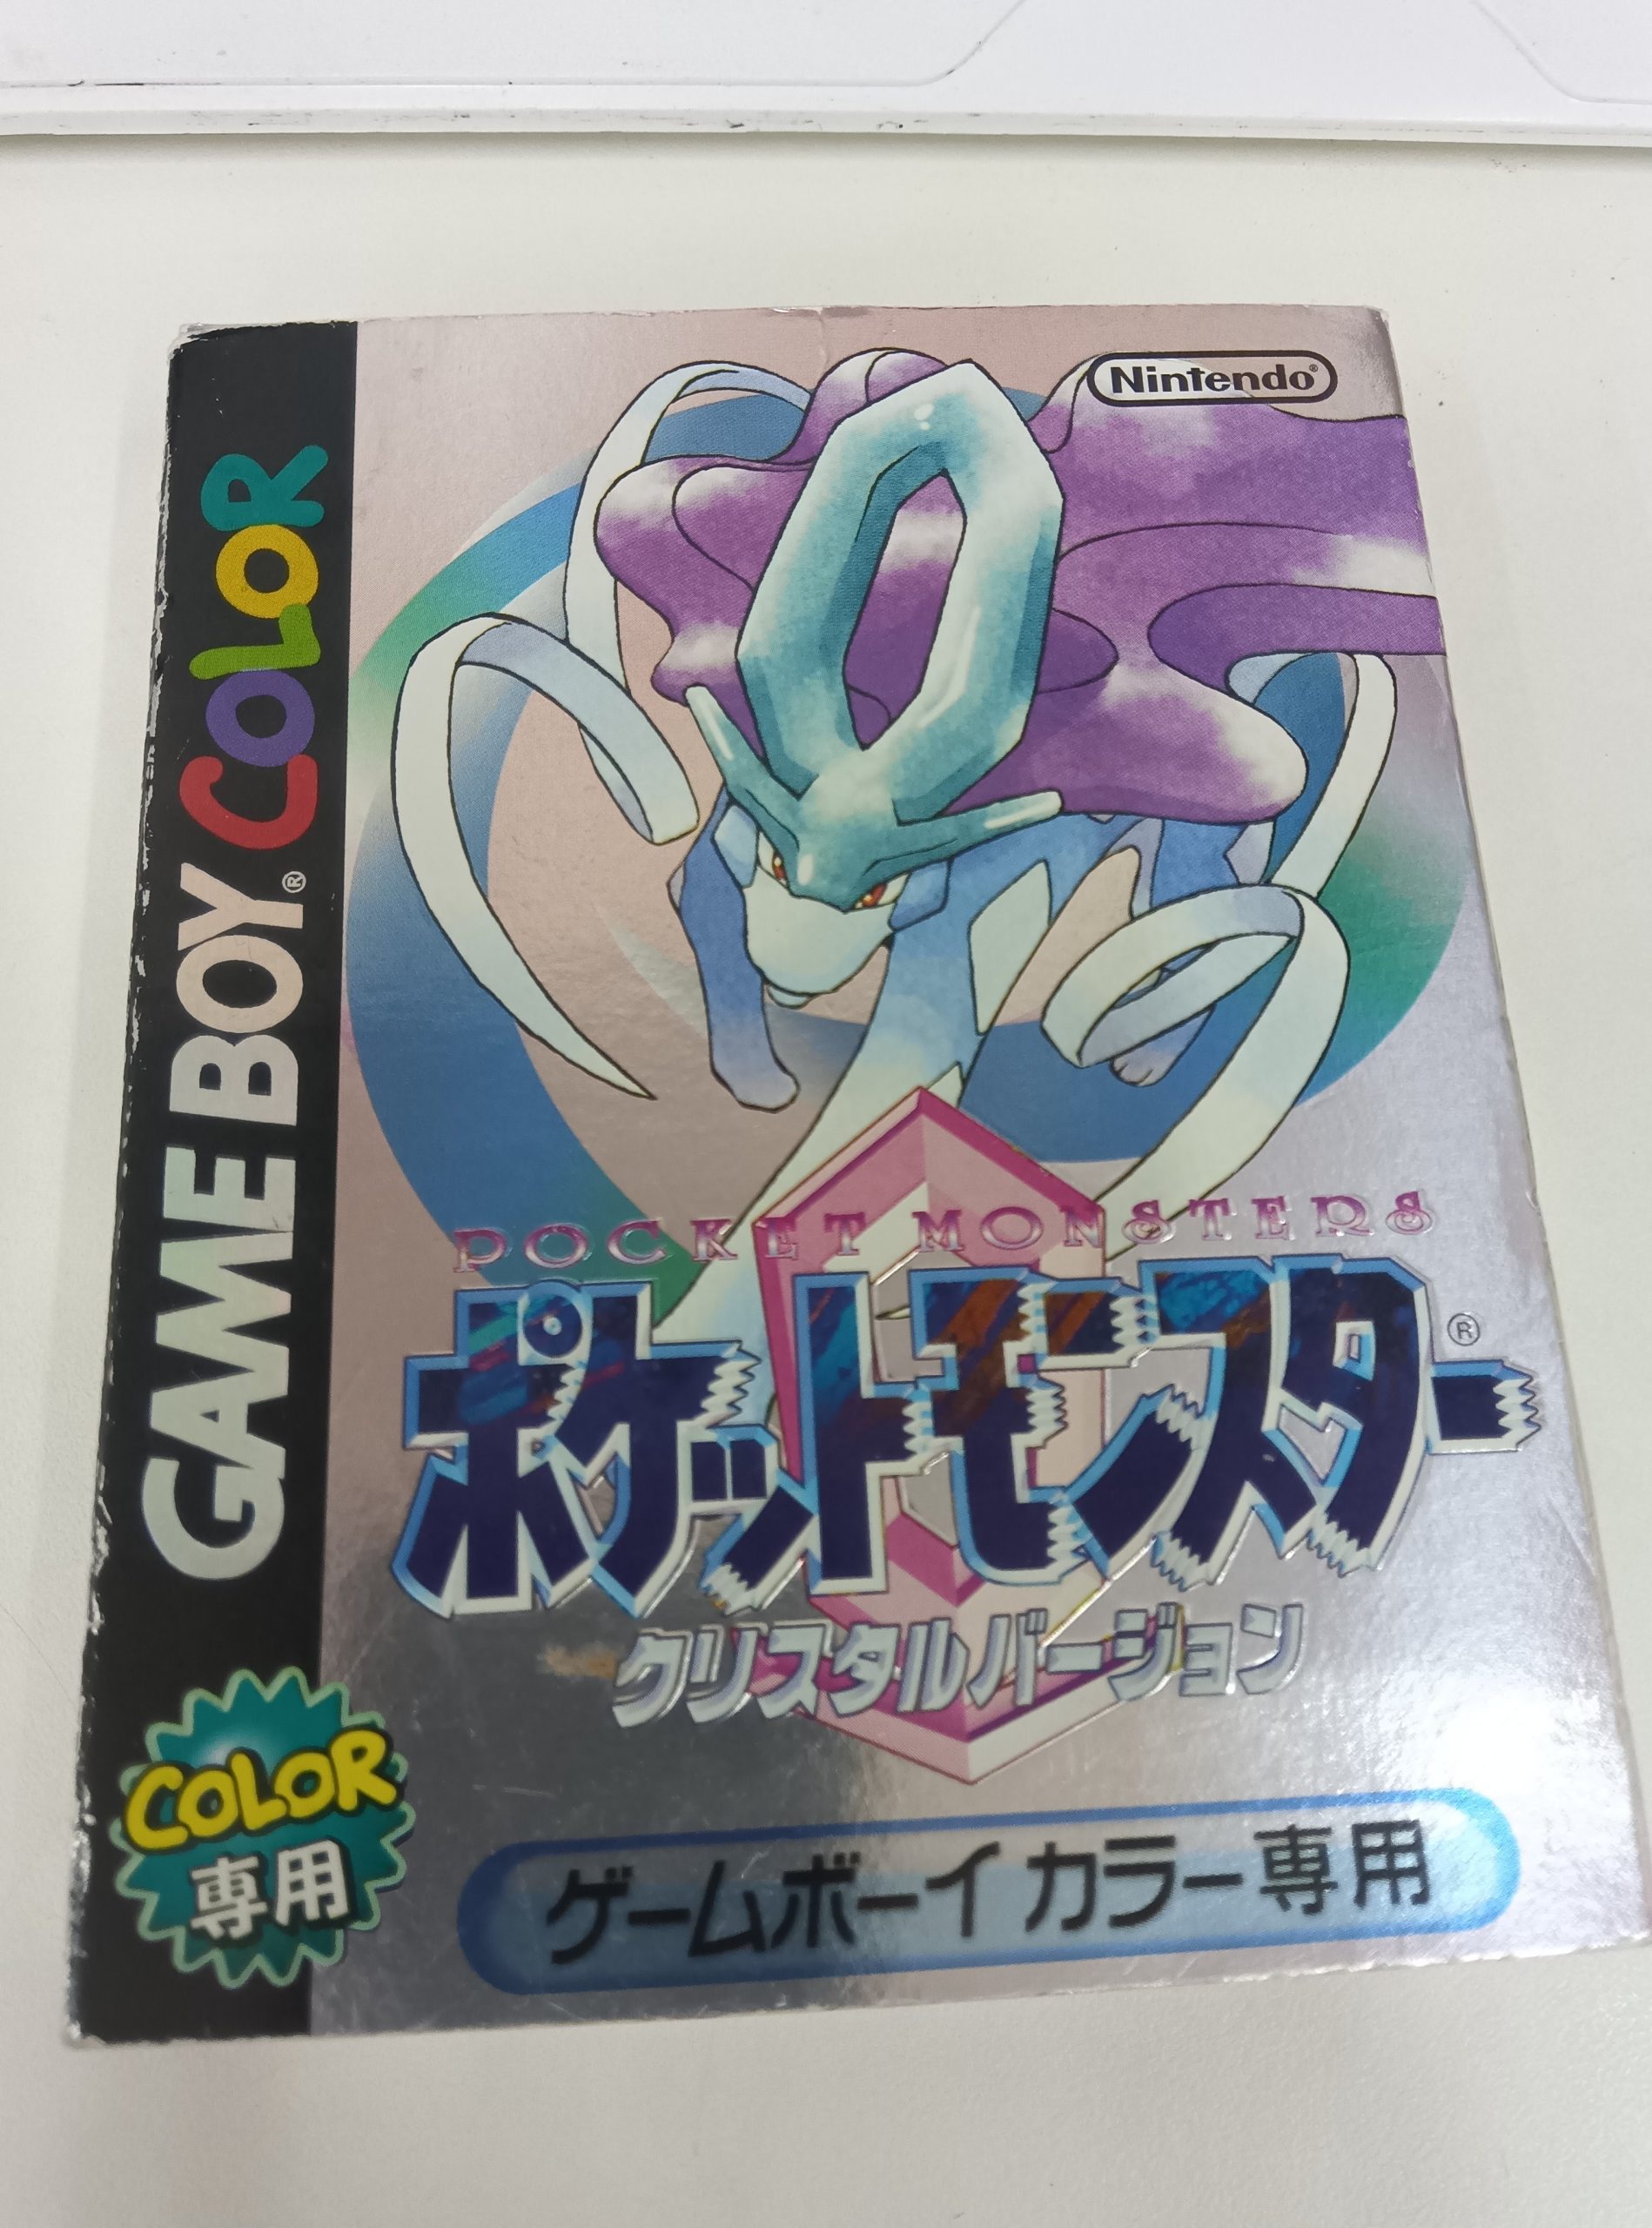 GAME BOY® COLOR
Nintendo®
POCKET MONSTERS
ポケットモンスター®
クリスタルバージョン
COLOR
専用
ゲームボーイカラー専用